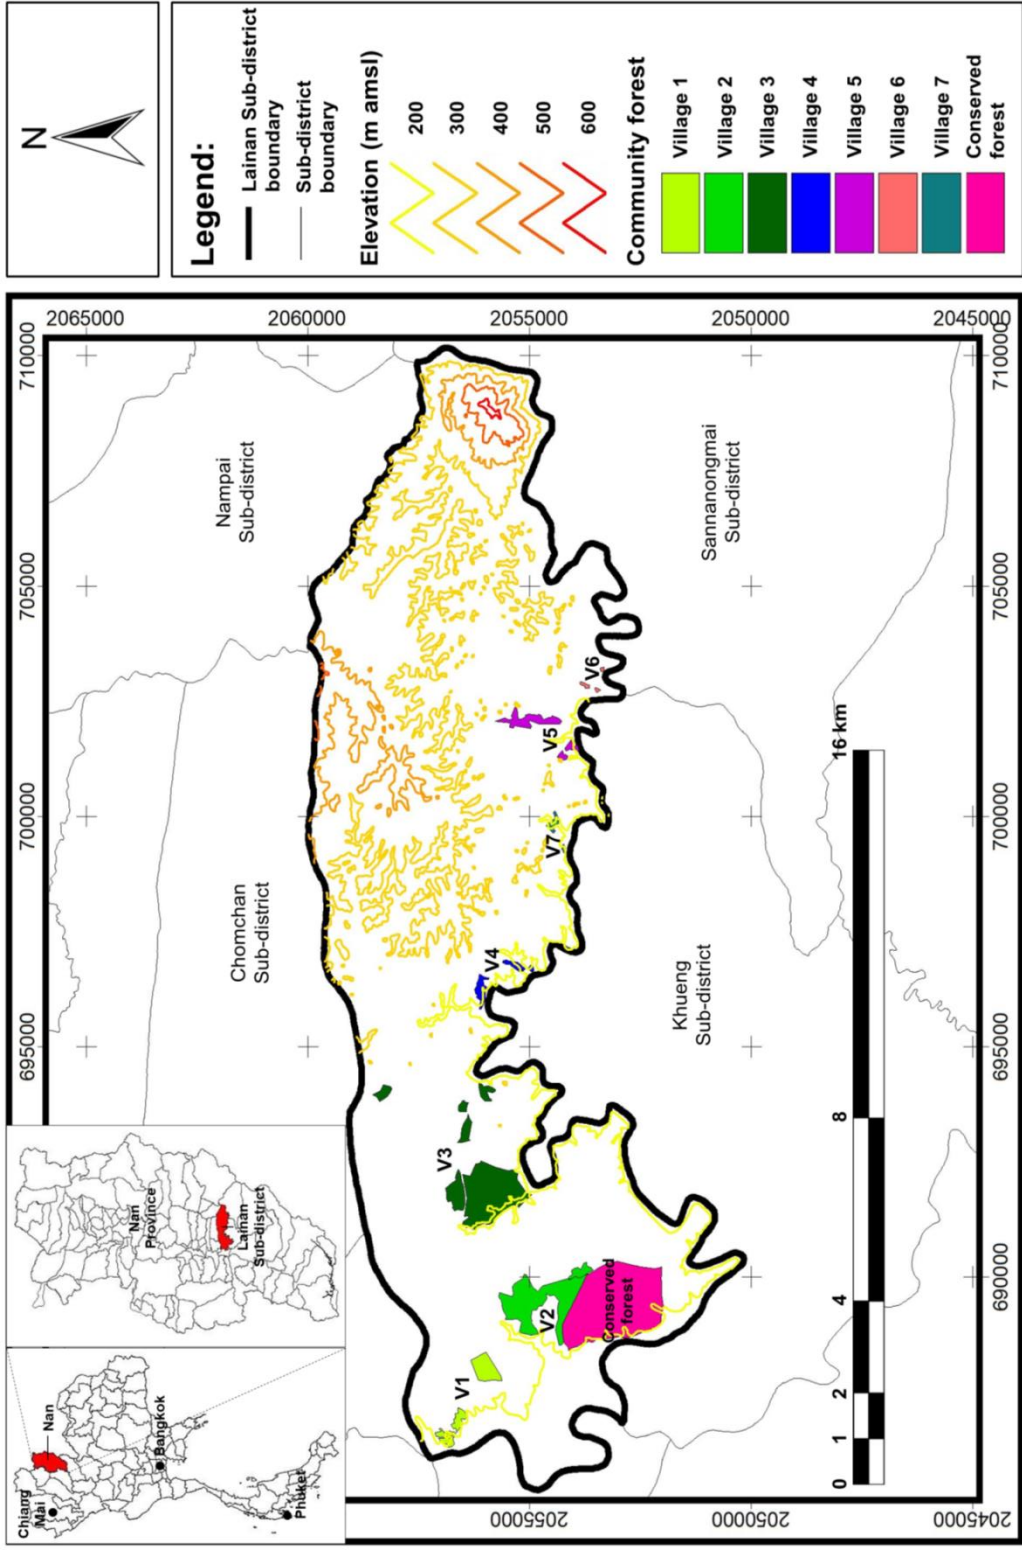 Chiang
Mai
Nan
Bangkok
Phuket
Nan
Province
Lainan
Sub-district
695000
700000
705000
710000
2065000
2060000
2055000
2050000
2045000
Chomchan
Sub-district
Nampai
Sub-district
V1
V2
Conserved
forest
V3
V4
V7
V5
V6
Khueng
Sub-district
Sannanongmai
Sub-district
2055000
2050000
2045000
0
1
2
4
8
16 km
690000
695000
700000
705000
710000
N
Legend:
Lainan Sub-district
boundary
Sub-district
boundary
Elevation (m amsl)
200
300
400
500
600
Community forest
Village 1
Village 2
Village 3
Village 4
Village 5
Village 6
Village 7
Conserved
forest